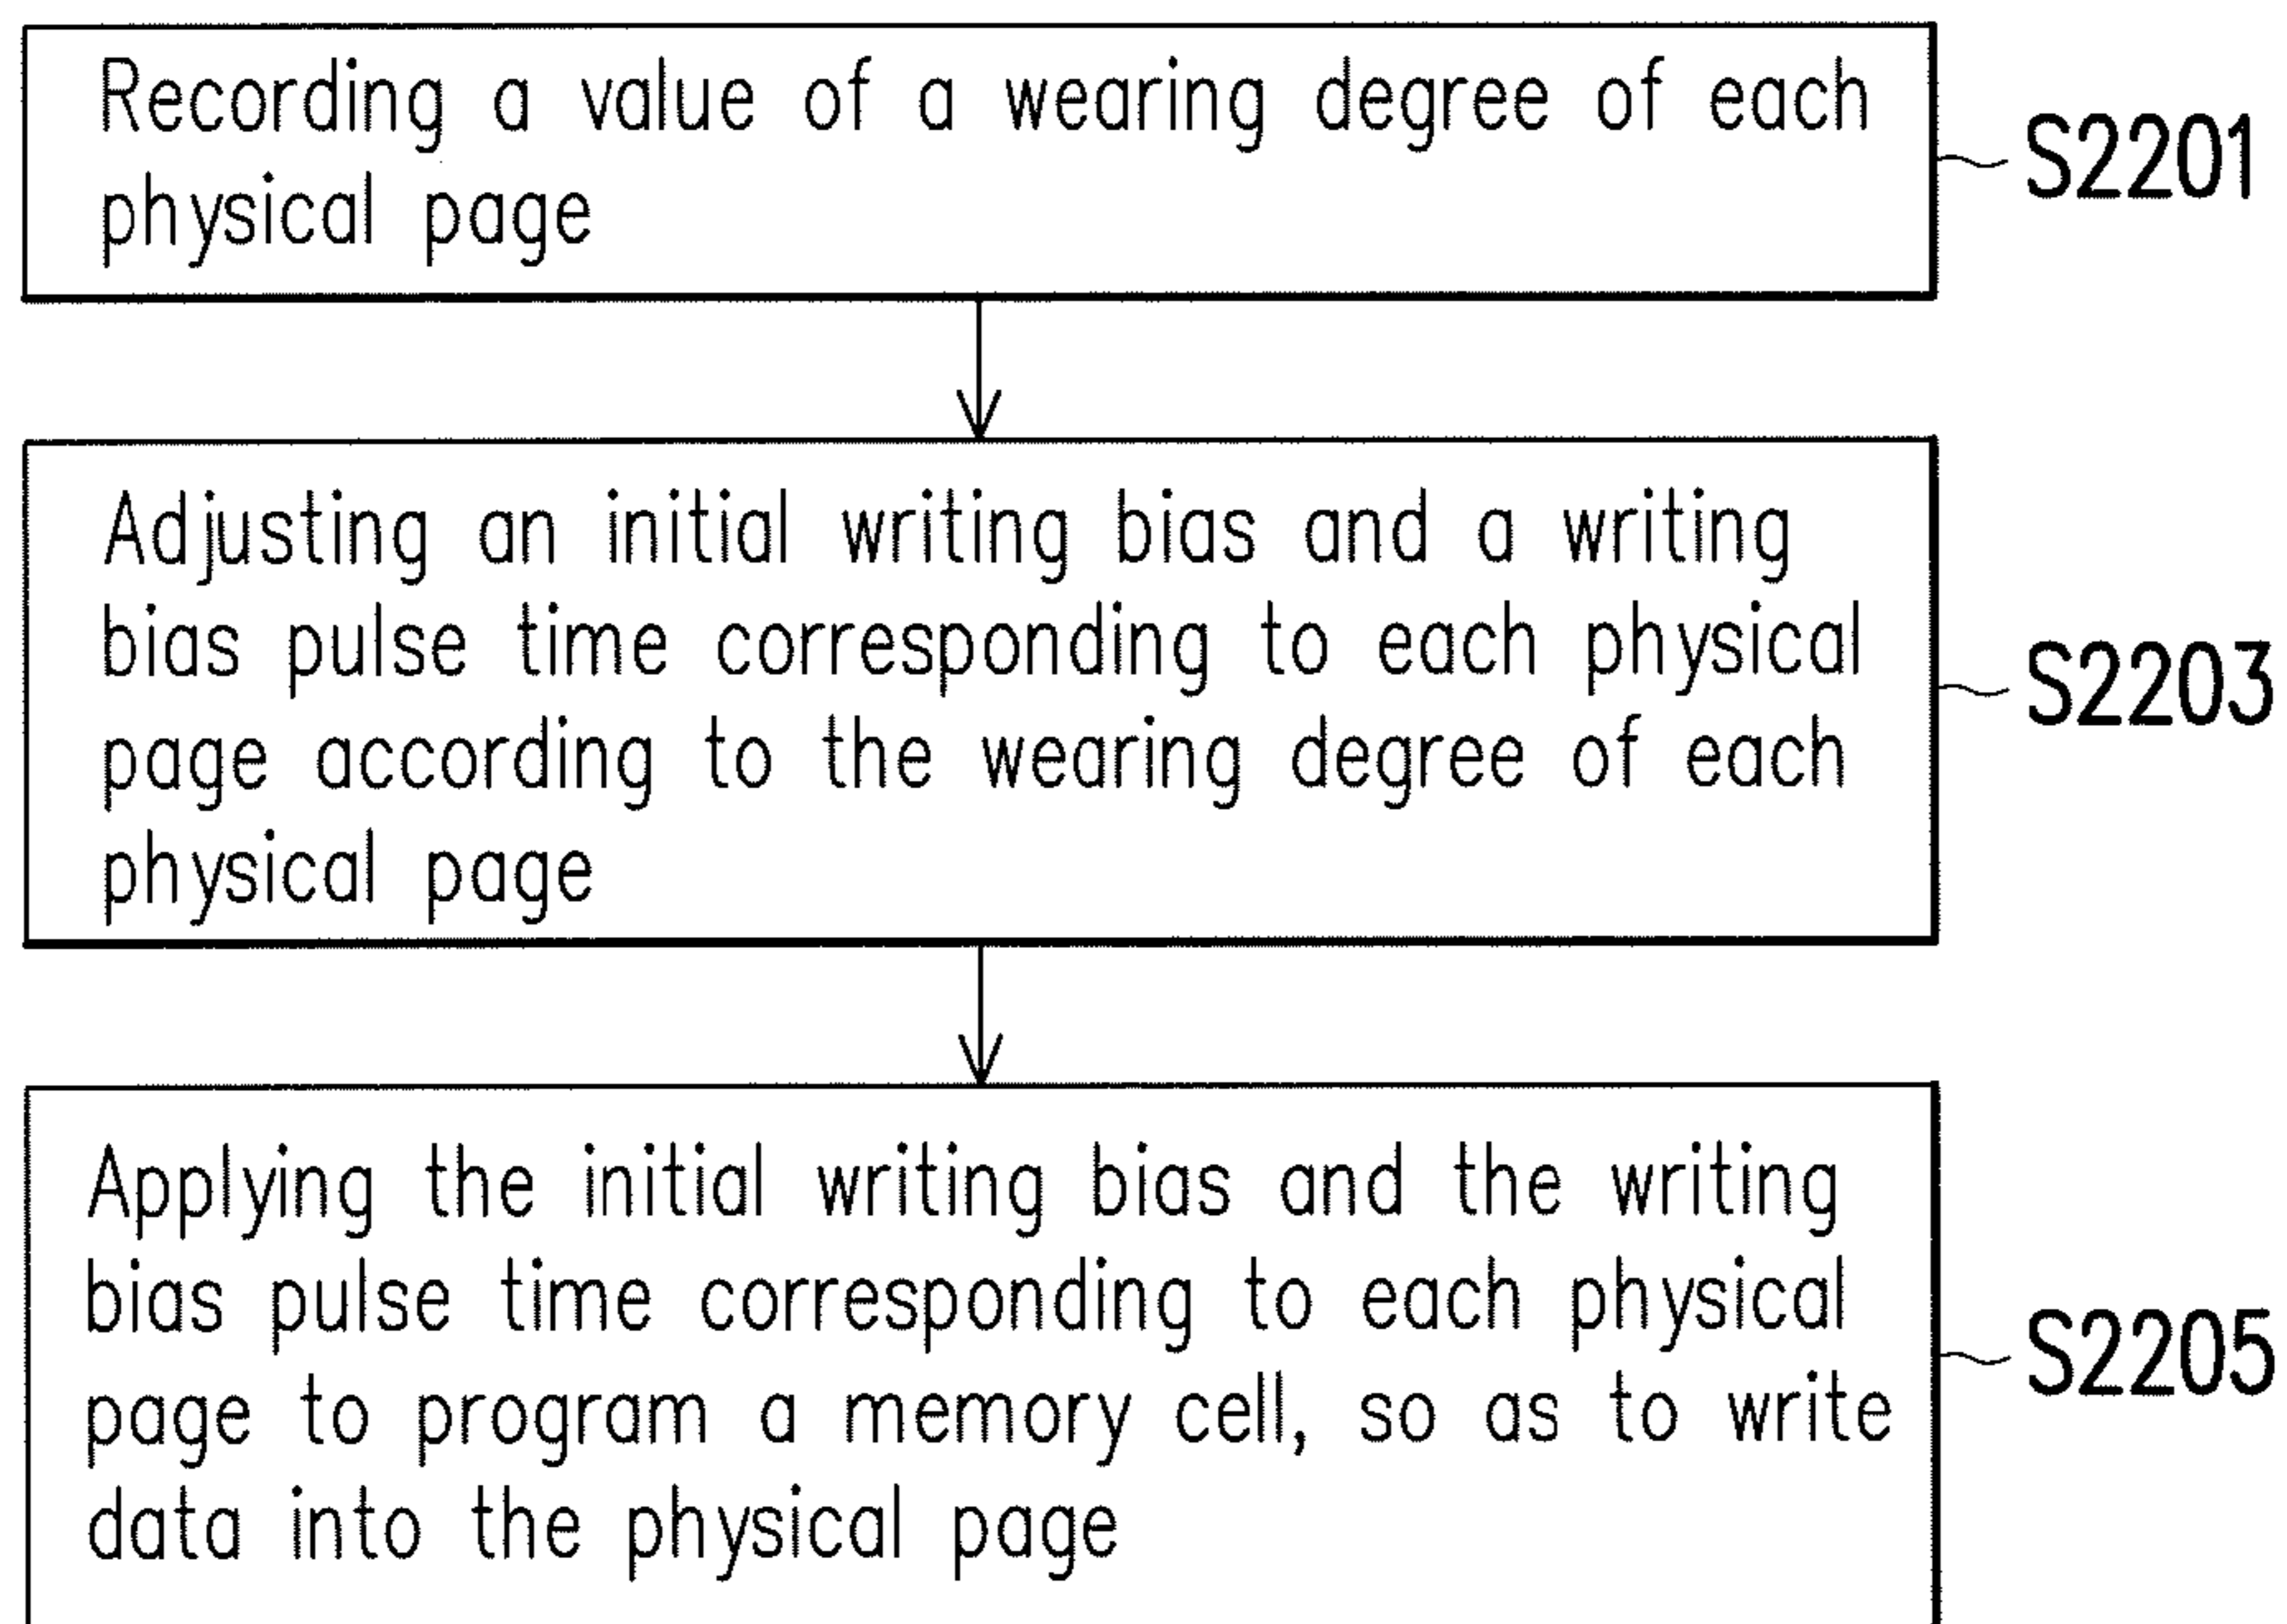 Recording a value of a wearing degree of each
physical page
S2201
Adjusting an initial writing bias and a writing
bias pulse time corresponding to each physical
page according to the wearing degree of each
physical page
S2203
Applying the initial writing bias and the writing
bias pulse time corresponding to each physical
page to program a memory cell, so as to write
data into the physical page
S2205